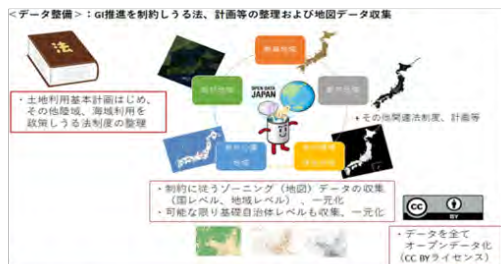 <データ整備>:GI推進を制約しうる法、計画等の整理および地図データ収集
法
OPEN DATA
JAPAN
・土地利用基本計画はじめ、
その他陸域、海域利用を
政策しうる法制度の整理
+その他関連法制度、計画等
地域
・制約に従うゾーニング(地図)データの収集
(国レベル、地域レベル)、一元化
・可能な限り基礎自治体レベルも収集、一元化
CC BY
・データを全て
オープンデータ化
(CC BYライセンス)